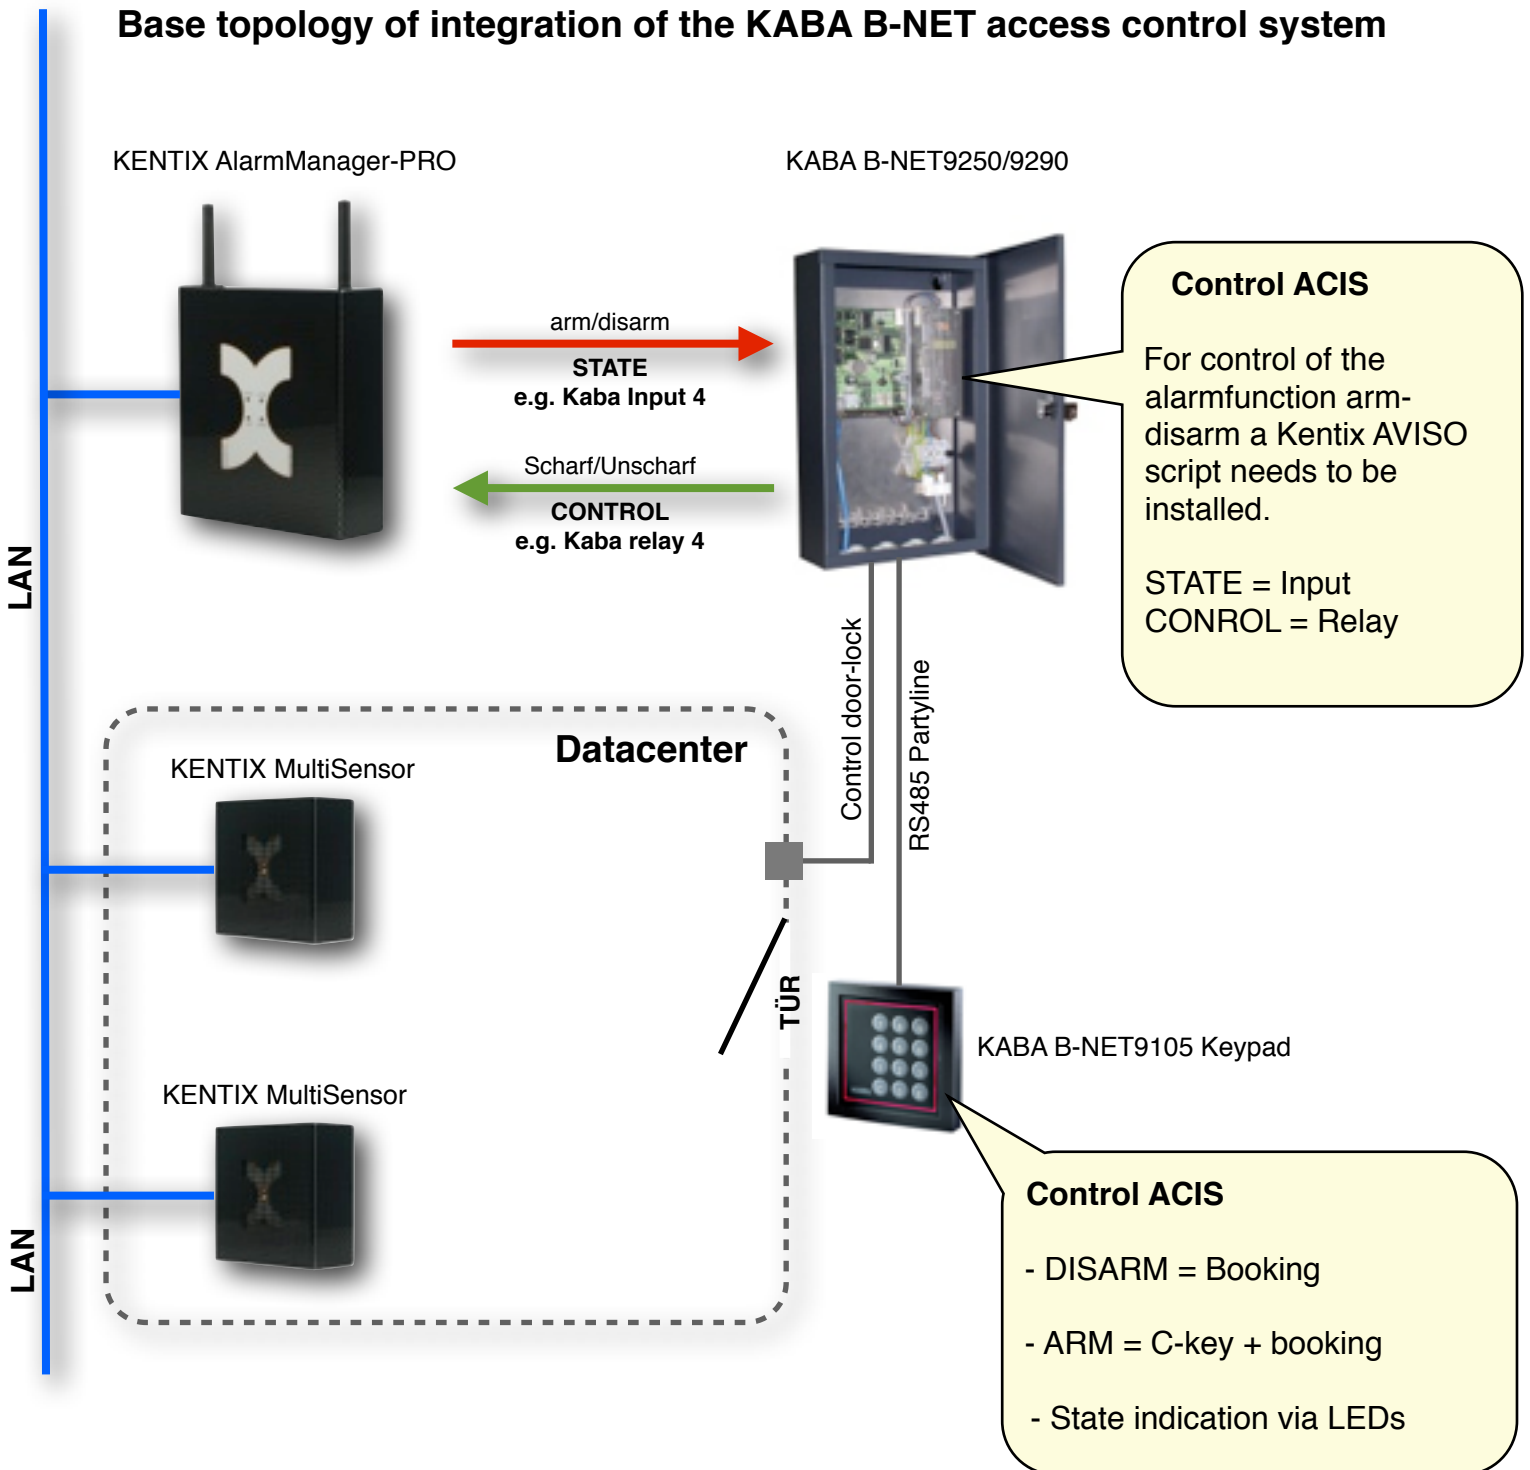 Base topology of integration of the KABA B-NET access control system
KENTIX AlarmManager-PRO
KABA B-NET9250/9290
arm/disarm
STATE
e.g. Kaba Input 4
Scharf/Unscharf
CONTROL
e.g. Kaba relay 4
Control ACIS
For control of the
alarmfunction arm-
disarm a Kentix AVISO
script needs to be
installed.
STATE = Input
CONROL = Relay
LAN
Control door-lock
RS485 Partyline
Datacenter
KENTIX MultiSensor
TÜR
KABA B-NET9105 Keypad
KENTIX MultiSensor
LAN
Control ACIS
- DISARM = Booking
- ARM = C-key + booking
- State indication via LEDs